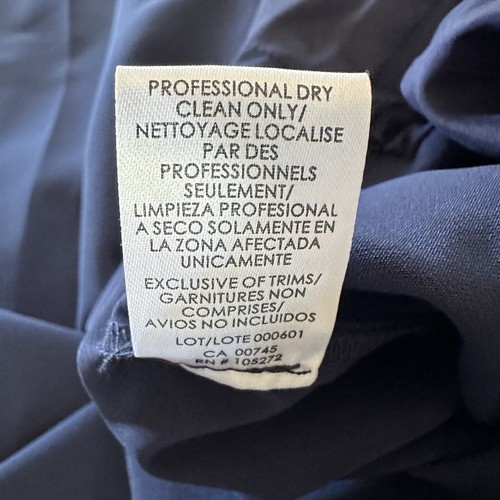 PROFESSIONAL DRY
CLEAN ONLY/
NETTOYAGE LOCALISE
PAR DES
PROFESSIONNELS
SEULEMENT/
LIMPIEZA PROFESIONAL
A SECO SOLAMENTE EN
LA ZONA AFECTADA
UNICAMENTE
EXCLUSIVE OF TRIMS/
GARNITURES NON
COMPRISES/
AVIOS NO INCLUIDOS
LOT/LOTE 000601
CA 00745
RN # 105272